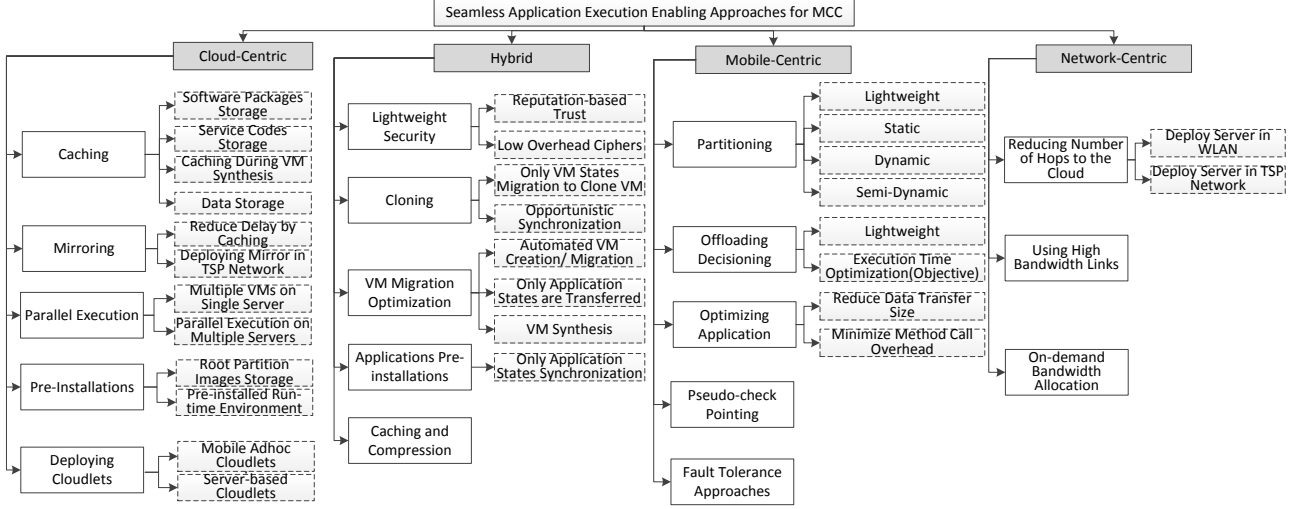 Seamless Application Execution Enabling Approaches for MCC
Cloud-Centric
Caching
Software Packages
Storage
Service Codes
Storage
Caching During VM
Synthesis
Data Storage
Mirroring
Reduce Delay by
Caching
Deploying Mirror in
TSP Network
Parallel Execution
Multiple VMs on
Single Server
Parallel Execution on
Multiple Servers
Pre-Installations
Root Partition
Images Storage
Pre-installed Run-
time Environment
Deploying
Cloudlets
Mobile Adhoc
Cloudlets
Server-based
Cloudlets
Hybrid
Lightweight
Security
Reputation-based
Trust
Low Overhead Ciphers
Cloning
Only VM States
Migration to Clone VM
Opportunistic
Synchronization
VM Migration
Optimization
Automated VM
Creation/ Migration
Only Application
States are Transferred
VM Synthesis
Applications Pre-
installations
Only Application
States Synchronization
Caching and
Compression
Mobile-Centric
Partitioning
Lightweight
Static
Dynamic
Semi-Dynamic
Offloading
Decisioning
Lightweight
Execution Time
Optimization(Objective)
Optimizing
Application
Reduce Data Transfer
Size
Minimize Method Call
Overhead
Pseudo-check
Pointing
Fault Tolerance
Approaches
Network-Centric
Reducing Number
of Hops to the
Cloud
Deploy Server in
WLAN
Deploy Server in TSP
Network
Using High
Bandwidth Links
On-demand
Bandwidth
Allocation